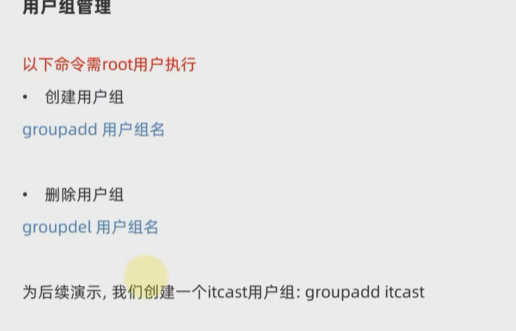 用户组管理
以下命令需root用户执行
• 创建用户组
groupadd 用户组名
• 删除用户组
groupdel 用户组名
为后续演示, 我们创建一个itcast用户组: groupadd itcast